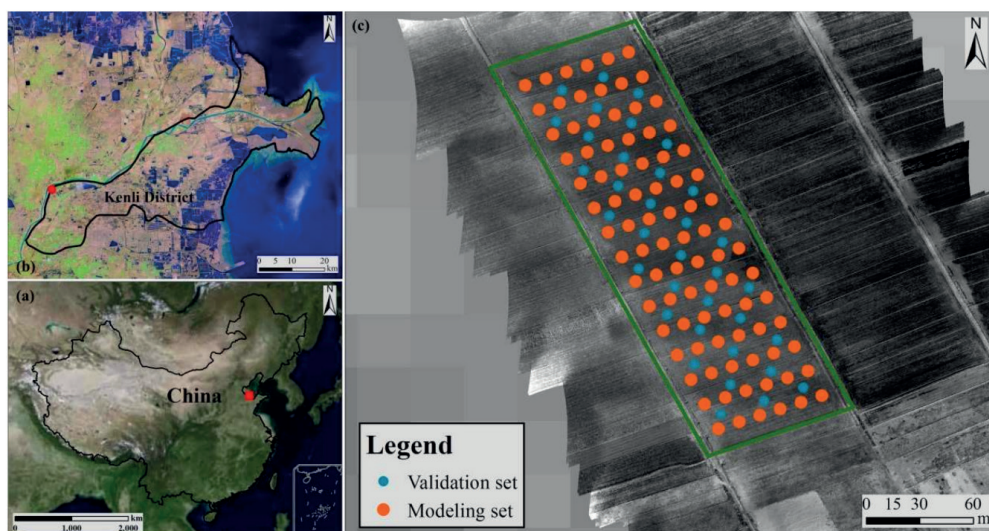 N
Kenli District
(b)
0 5 10 20
km
(a)
N
China
km
0 1,000 2,000
(c)
N
Legend
Validation set
Modeling set
0 15 30 60
m